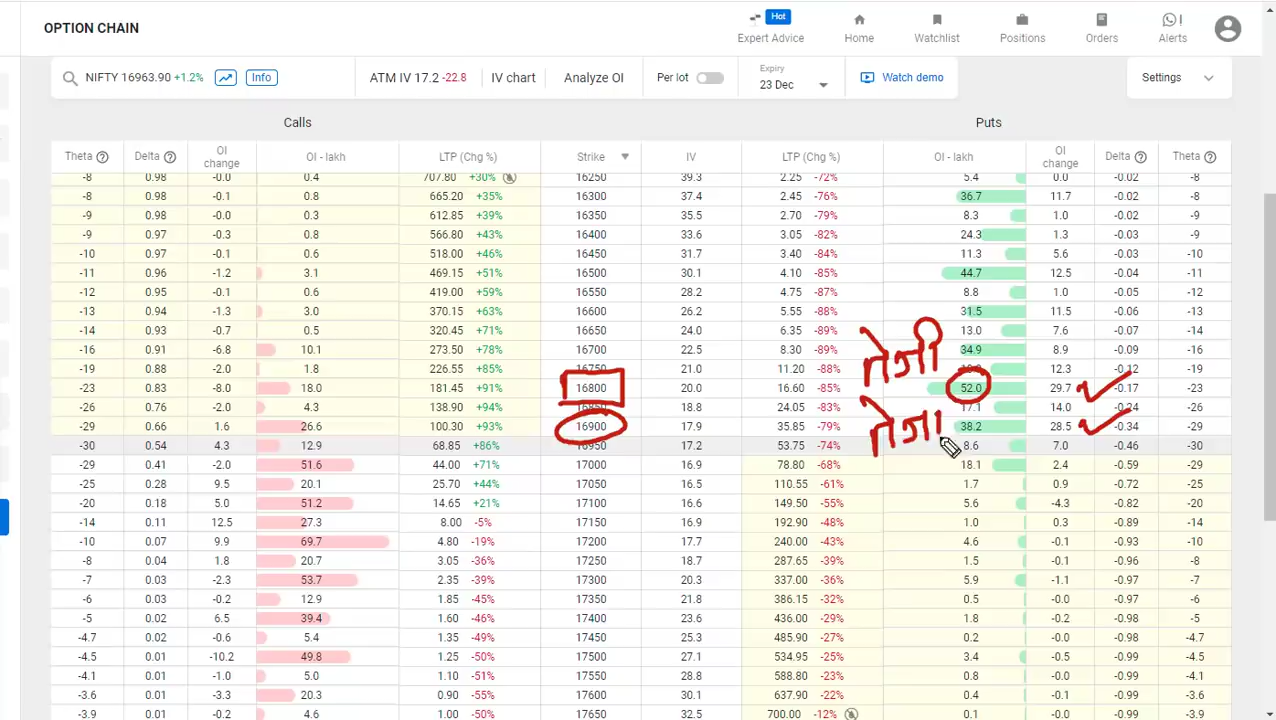 OPTION CHAIN
Hot
Expert Advice Home Watchlist Positions Orders Alerts
NIFTY 16963.90 +1.2% Info ATM IV 17.2 -22.8 IV chart Analyze OI Per lot Expiry 23 Dec Watch demo Settings
Calls Puts
Theta Delta OI change OI - lakh LTP (Chg %) Strike IV LTP (Chg %) OI - lakh OI change Delta Theta
-8 0.98 -0.0 0.4 707.80 +30% 16250 39.3 2.25 -72% 5.4 0.0 -0.02 -8
-8 0.98 -0.1 0.8 665.20 +35% 16300 37.4 2.45 -76% 36.7 11.7 -0.02 -8
-9 0.98 -0.0 0.3 612.85 +39% 16350 35.5 2.70 -79% 8.3 1.0 -0.02 -9
-9 0.97 -0.3 0.8 566.80 +43% 16400 33.6 3.05 -82% 24.3 1.3 -0.03 -9
-10 0.97 -0.1 0.6 518.00 +46% 16450 31.7 3.40 -84% 11.3 5.6 -0.03 -10
-11 0.96 -1.2 3.1 469.15 +51% 16500 30.1 4.10 -85% 44.7 12.5 -0.04 -11
-12 0.95 -0.1 0.6 419.00 +59% 16550 28.2 4.75 -87% 8.8 1.0 -0.05 -12
-13 0.94 -1.3 3.0 370.15 +63% 16600 26.2 5.55 -88% 31.5 11.5 -0.06 -13
-14 0.93 -0.7 0.5 320.45 +71% 16650 24.0 6.35 -89% 13.0 7.6 -0.07 -14
-16 0.91 -6.8 10.1 273.50 +78% 16700 22.5 8.30 -89% 34.9 8.9 -0.09 -16
-19 0.88 -2.0 1.8 226.55 +85% 16750 21.0 11.20 -88% 12.3 -0.12 -19
-23 0.83 -8.0 18.0 181.45 +91% 16800 20.0 16.60 -85% 52.0 29.7 -0.17 -23
-26 0.76 -2.0 4.3 138.90 +94% 16850 18.8 24.05 -83% 17.1 14.0 -0.24 -26
-29 0.66 -2.0 26.6 100.30 +93% 16900 17.9 35.85 -79% 38.2 28.5 -0.34 -29
-30 0.54 4.3 12.9 68.85 +86% 16950 17.2 53.75 -74% 8.6 7.0 -0.46 -30
-29 0.41 -2.0 51.6 44.00 +71% 17000 16.9 78.80 -68% 18.1 2.4 -0.59 -29
-25 0.28 9.5 20.1 25.70 +44% 17050 16.5 110.55 -61% 1.7 0.9 -0.72 -25
-20 0.18 5.0 51.2 14.65 +21% 17100 16.6 149.50 -55% 5.6 -4.3 -0.82 -20
-14 0.11 12.5 27.3 8.00 -5% 17150 16.9 192.90 -48% 1.0 0.3 -0.89 -14
-10 0.07 9.9 69.7 4.80 -19% 17200 17.7 240.00 -43% 4.6 -0.1 -0.93 -10
-8 0.04 1.8 20.7 3.05 -36% 17250 18.7 287.65 -39% 1.5 -0.1 -0.96 -8
-7 0.03 -2.3 53.7 2.35 -39% 17300 20.3 337.00 -36% 5.9 -1.1 -0.97 -7
-6 0.03 -0.2 12.9 1.85 -45% 17350 21.8 386.15 -32% 0.5 -0.0 -0.97 -6
-5 0.02 6.5 39.4 1.60 -46% 17400 23.6 436.00 -29% 1.8 -0.2 -0.98 -5
-4.7 0.02 -0.6 5.4 1.35 -49% 17450 25.3 485.90 -27% 0.2 -0.0 -0.98 -4.7
-4.5 0.01 -10.2 49.8 1.25 -50% 17500 27.1 534.95 -25% 3.4 -0.5 -0.99 -4.5
-4.1 0.01 -1.0 5.0 1.10 -51% 17550 28.8 588.80 -23% 0.8 -0.0 -0.99 -4.1
-3.6 0.01 -3.3 20.3 0.90 -55% 17600 30.1 637.90 -22% 0.4 -0.1 -0.99 -3.6
-3.9 0.01 -0.1 4.6 1.00 -50% 17650 32.5 700.00 -12% 0.1 -0.0 -0.99 -3.9